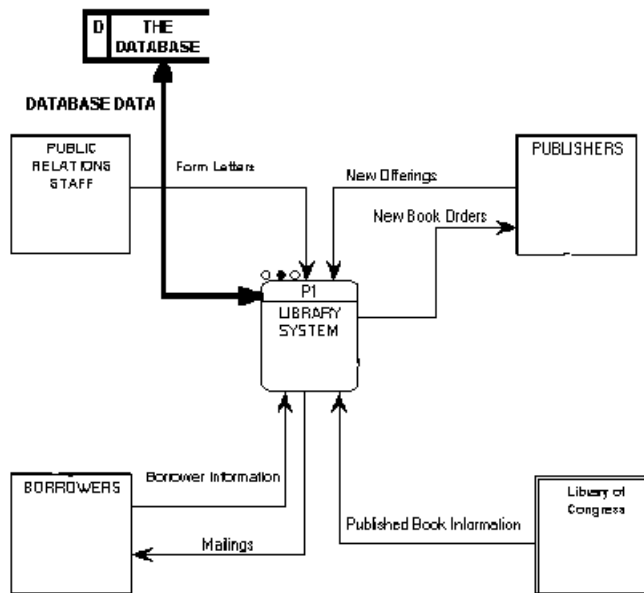 D THE
DATABASE
DATABASE DATA
PUBLIC
RELATIONS
STAFF
Form Letters
New Offerings
PUBLISHERS
New Book Orders
P1
LIBRARY
SYSTEM
Borrower Information
BORROWERS
Mailings
Published Book Information
Library of
Congress